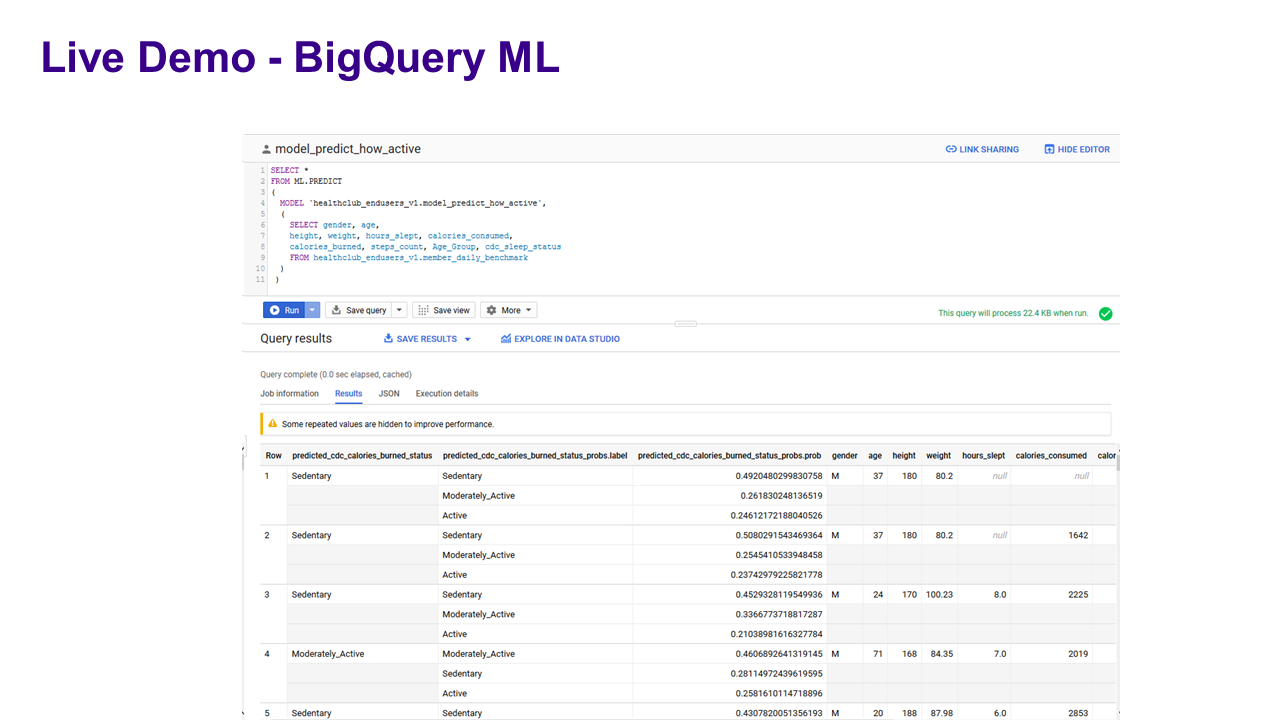 Live Demo - BigQuery ML
model_predict_how_active
LINK SHARING
HIDE EDITOR
1 SELECT *
2 FROM ML.PREDICT
3 (
4 MODEL `healthclub_endusers_v1.model_predict_how_active`,
5 (
6 SELECT gender, age,
7 height, weight, hours_slept, calories_consumed,
8 calories_burned, steps_count, Age_Group, cdc_sleep_status
9 FROM healthclub_endusers_v1.member_daily_benchmark
10 )
11 )
Run Save query Save view More
This query will process 22.4 KB when run.
Query results SAVE RESULTS EXPLORE IN DATA STUDIO
Query complete (0.0 sec elapsed, cached)
Job information Results JSON Execution details
Some repeated values are hidden to improve performance.
Row predicted_cdc_calories_burned_status predicted_cdc_calories_burned_status_probs.label predicted_cdc_calories_burned_status_probs.prob gender age height weight hours_slept calories_consumed calor
1 Sedentary Sedentary 0.4920480299830758 M 37 180 80.2 null null
Moderately_Active 0.261830248136519
Active 0.24612172188040526
2 Sedentary Sedentary 0.5080291543469364 M 37 180 80.2 null 1642
Moderately_Active 0.2545410533948458
Active 0.23742979225821778
3 Sedentary Sedentary 0.4529328119549936 M 24 170 100.23 8.0 2225
Moderately_Active 0.3366773718817287
Active 0.21038981616327784
4 Moderately_Active Moderately_Active 0.4606892641319145 M 71 168 84.35 7.0 2019
Sedentary 0.28114972439619595
Active 0.2581610114718896
5 Sedentary Sedentary 0.4307820051356193 M 20 188 87.98 6.0 2853